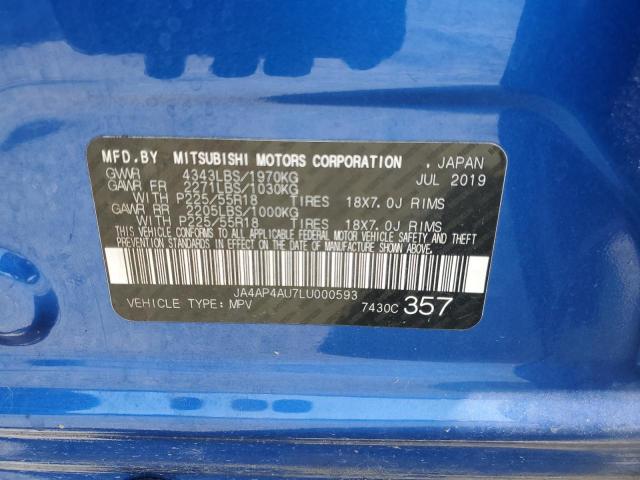 MFD.BY MITSUBISHI MOTORS CORPORATION , JAPAN
GVWR 4343LBS/1970KG JUL 2019
GAWR FR 2271LBS/1030KG
WITH P225/55R18 TIRES 18X7.0J RIMS
GAWR RR 2205LBS/1000KG
WITH P225/55R18 TIRES 18X7.0J RIMS
THIS VEHICLE CONFORMS TO ALL APPLICABLE FEDERAL MOTOR VEHICLE SAFETY AND THEFT
PREVENTION STANDARDS IN EFFECT ON THE DATE OF MANUFACTURE SHOWN ABOVE.
JA4AP4AU7LU000593
VEHICLE TYPE: MPV 7430C 357